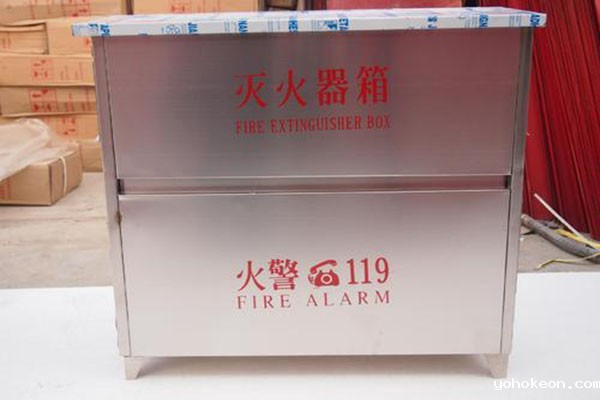 灭火器箱
FIRE EXTINGUISHER BOX
火警 ☎ 119
FIRE ALARM
yohokeon.com